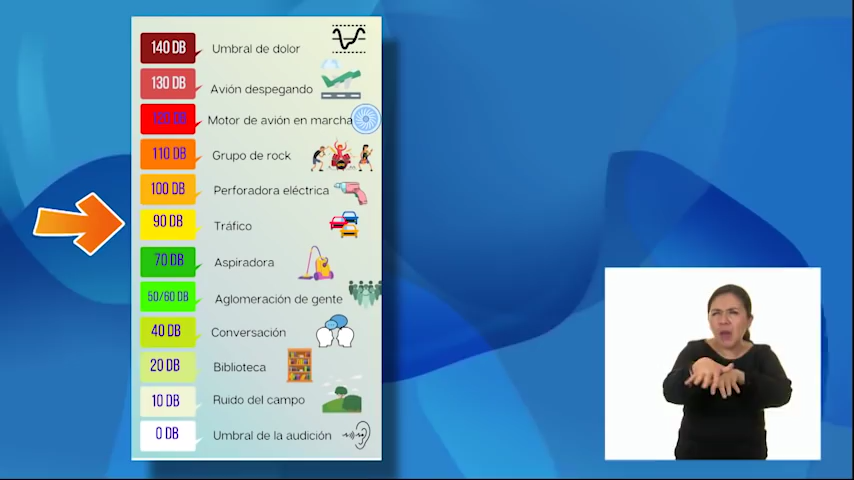 140 DB Umbral de dolor
130 DB Avión despegando
120 DB Motor de avión en marcha
110 DB Grupo de rock
100 DB Perforadora eléctrica
90 DB Tráfico
70 DB Aspiradora
50/60 DB Aglomeración de gente
40 DB Conversación
20 DB Biblioteca
10 DB Ruido del campo
0 DB Umbral de la audición